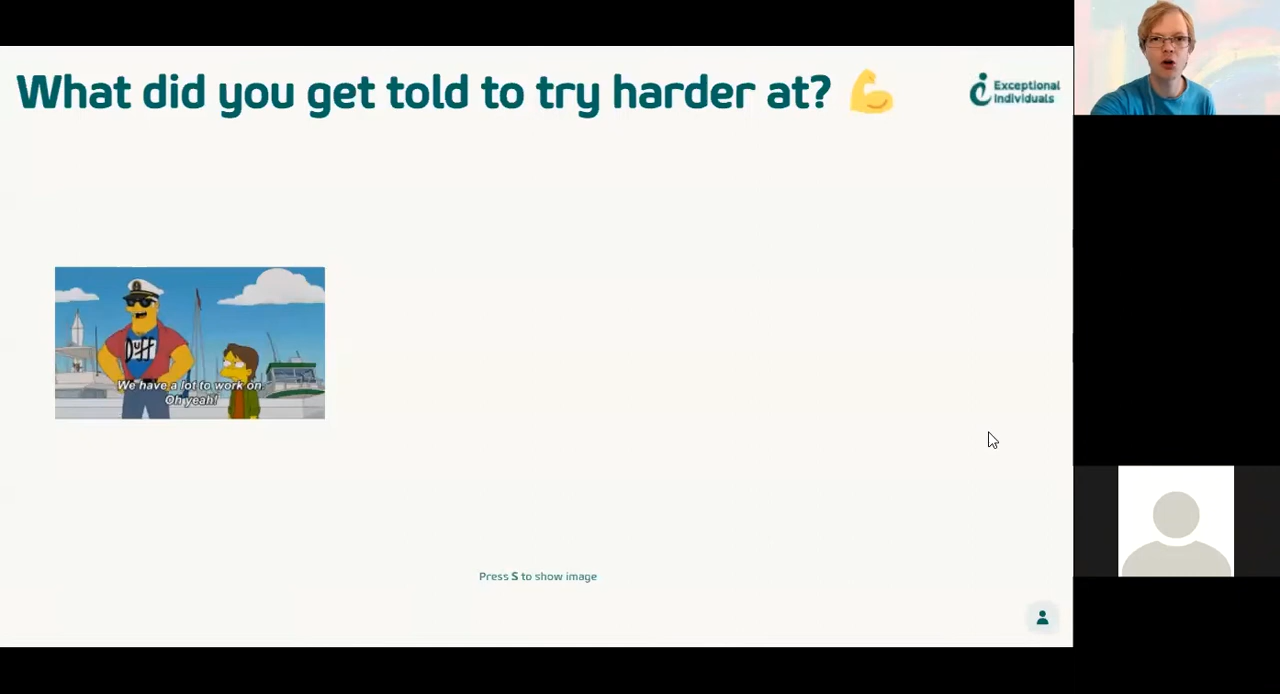 What did you get told to try harder at? 💪
Exceptional
Individuals
Duff
We have a lot to work on.
Oh yeah!
Press S to show image